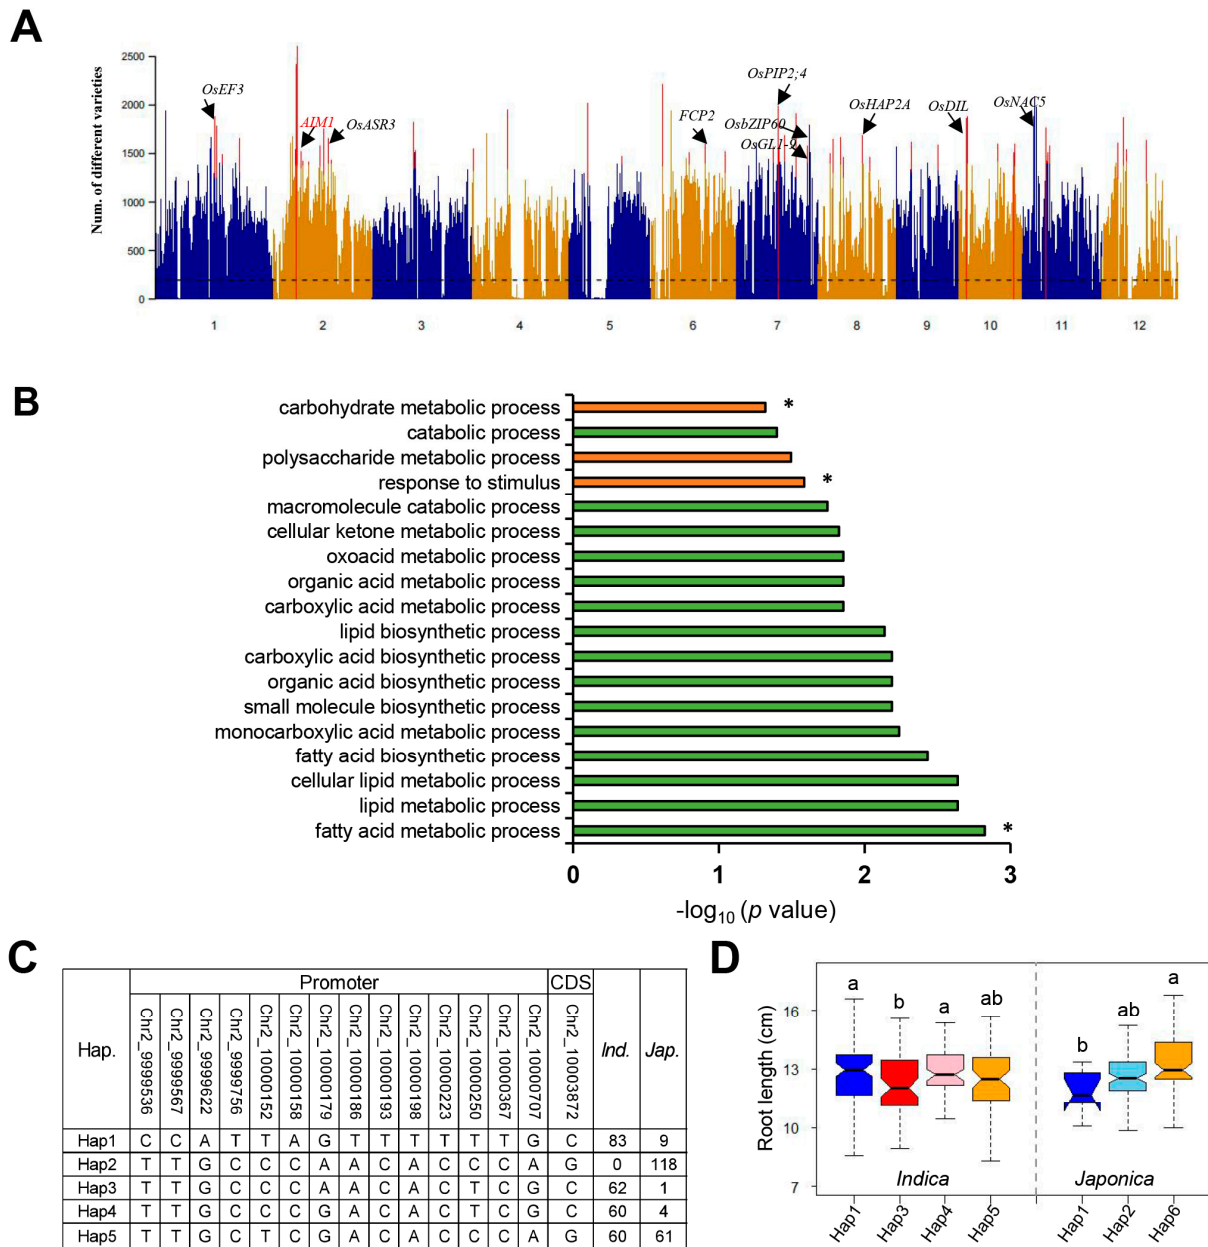 A
Num. of different varieties
2500
2000
1500
1000
500
0
OsEF3
AIM1
OsASR3
FCP2
OsPIP2;4
OsbZIP60
OsGL1-9
OsHAP2A
OsDIL
OsNAC5
1 2 3 4 5 6 7 8 9 10 11 12
B
carbohydrate metabolic process *
catabolic process
polysaccharide metabolic process
response to stimulus *
macromolecule catabolic process
cellular ketone metabolic process
oxoacid metabolic process
organic acid metabolic process
carboxylic acid metabolic process
lipid biosynthetic process
carboxylic acid biosynthetic process
organic acid biosynthetic process
small molecule biosynthetic process
monocarboxylic acid metabolic process
fatty acid biosynthetic process
cellular lipid metabolic process
lipid metabolic process
fatty acid metabolic process *
0 1 2 3
-log10 (p value)
C
Hap. Promoter CDS Ind. Jap.
Chr2_9999536 Chr2_9999567 Chr2_9999622 Chr2_9999756 Chr2_10000152 Chr2_10000158 Chr2_10000179 Chr2_10000186 Chr2_10000193 Chr2_10000198 Chr2_10000223 Chr2_10000250 Chr2_10000367 Chr2_10000707 Chr2_10003872
Hap1 C C A T T A G T T T T T T G C 83 9
Hap2 T T G C C C A A C A C C C A G 0 118
Hap3 T T G C C C A A C A C T C G C 62 1
Hap4 T T G C C C G A C A C T C G C 60 4
Hap5 T T G C T C G A C A C C C A G 60 61
D
Root length (cm)
16
13
10
7
a b a ab b ab a
Indica Japonica
Hap1 Hap3 Hap4 Hap5 Hap1 Hap2 Hap6